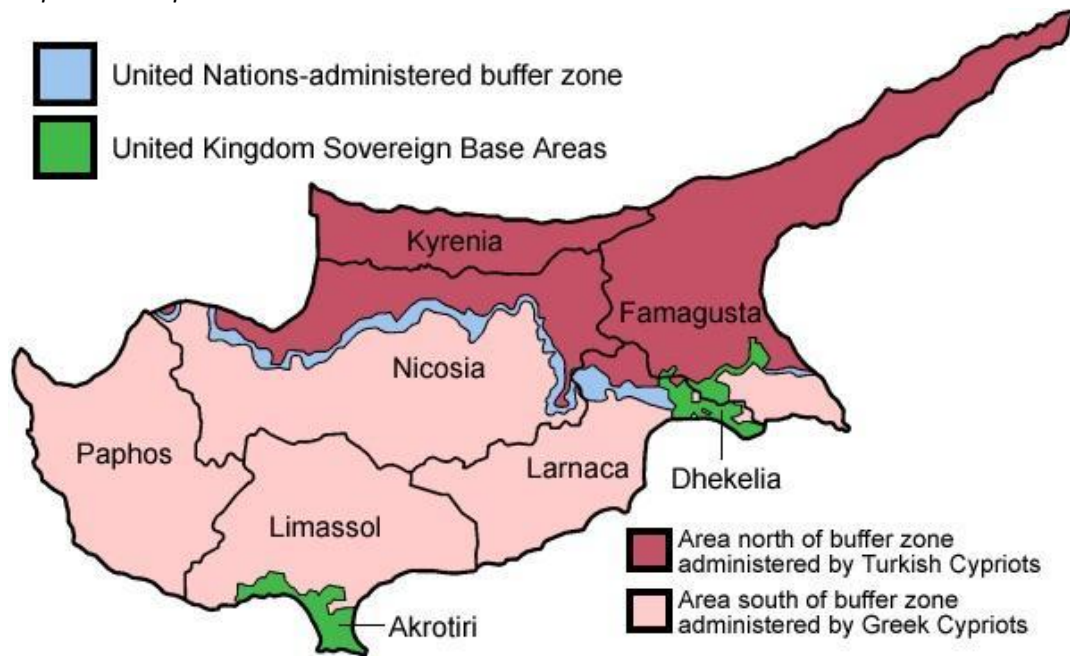 United Nations-administered buffer zone
United Kingdom Sovereign Base Areas
Kyrenia
Famagusta
Nicosia
Paphos
Larnaca
Dhekelia
Limassol
Akrotiri
Area north of buffer zone
administered by Turkish Cypriots
Area south of buffer zone
administered by Greek Cypriots